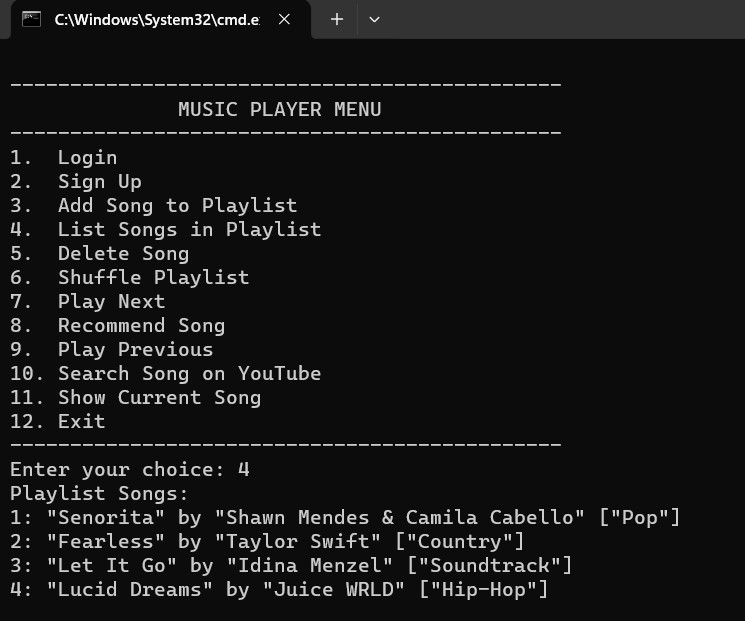 C:\Windows\System32\cmd.e
----------------------------------------------
MUSIC PLAYER MENU
----------------------------------------------
1.  Login
2.  Sign Up
3.  Add Song to Playlist
4.  List Songs in Playlist
5.  Delete Song
6.  Shuffle Playlist
7.  Play Next
8.  Recommend Song
9.  Play Previous
10. Search Song on YouTube
11. Show Current Song
12. Exit
----------------------------------------------
Enter your choice: 4
Playlist Songs:
1: "Senorita" by "Shawn Mendes & Camila Cabello" ["Pop"]
2: "Fearless" by "Taylor Swift" ["Country"]
3: "Let It Go" by "Idina Menzel" ["Soundtrack"]
4: "Lucid Dreams" by "Juice WRLD" ["Hip-Hop"]